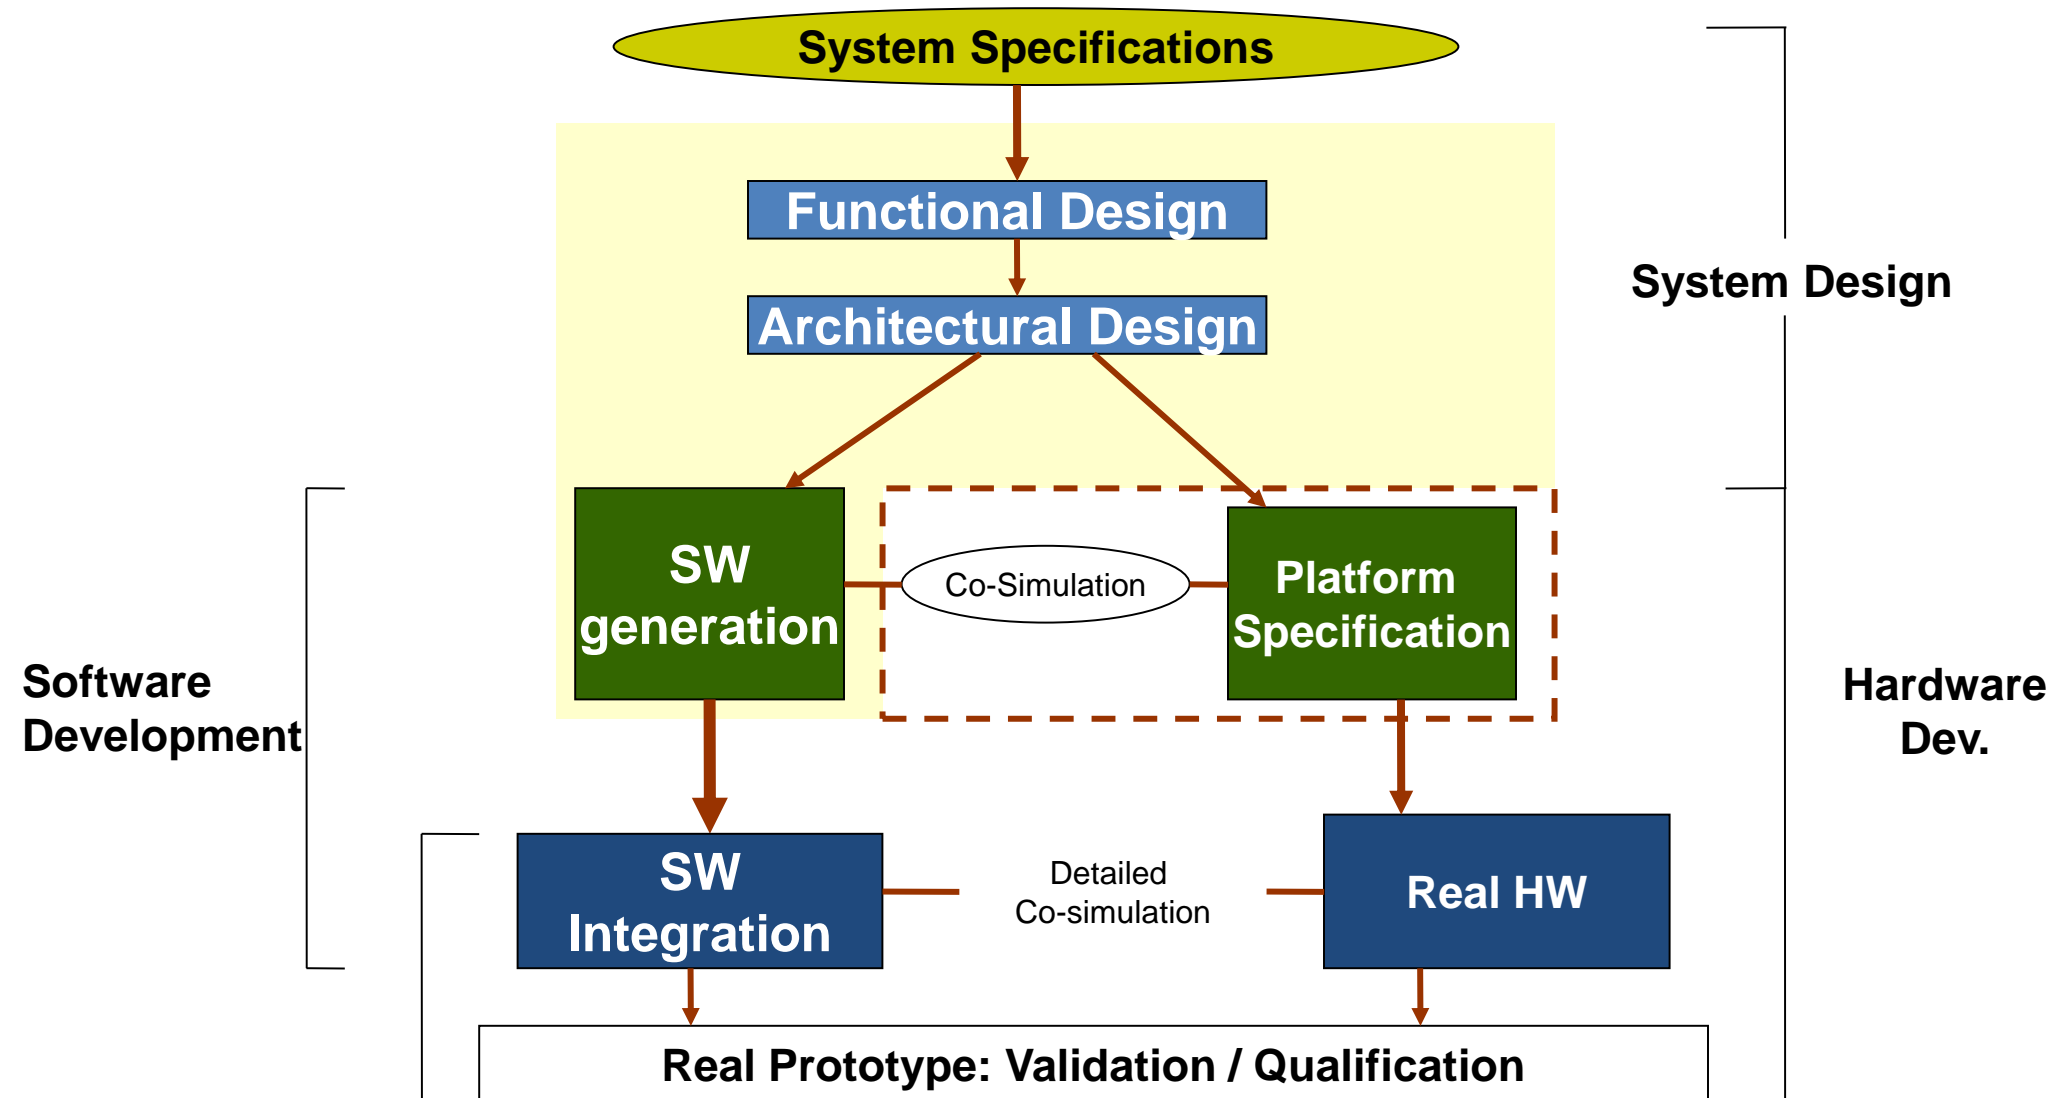 System Specifications
Functional Design
System Design
Architectural Design
SW
generation
Co-Simulation
Platform
Specification
Software
Development
Hardware
Dev.
SW
Integration
Detailed
Co-simulation
Real HW
Real Prototype: Validation / Qualification